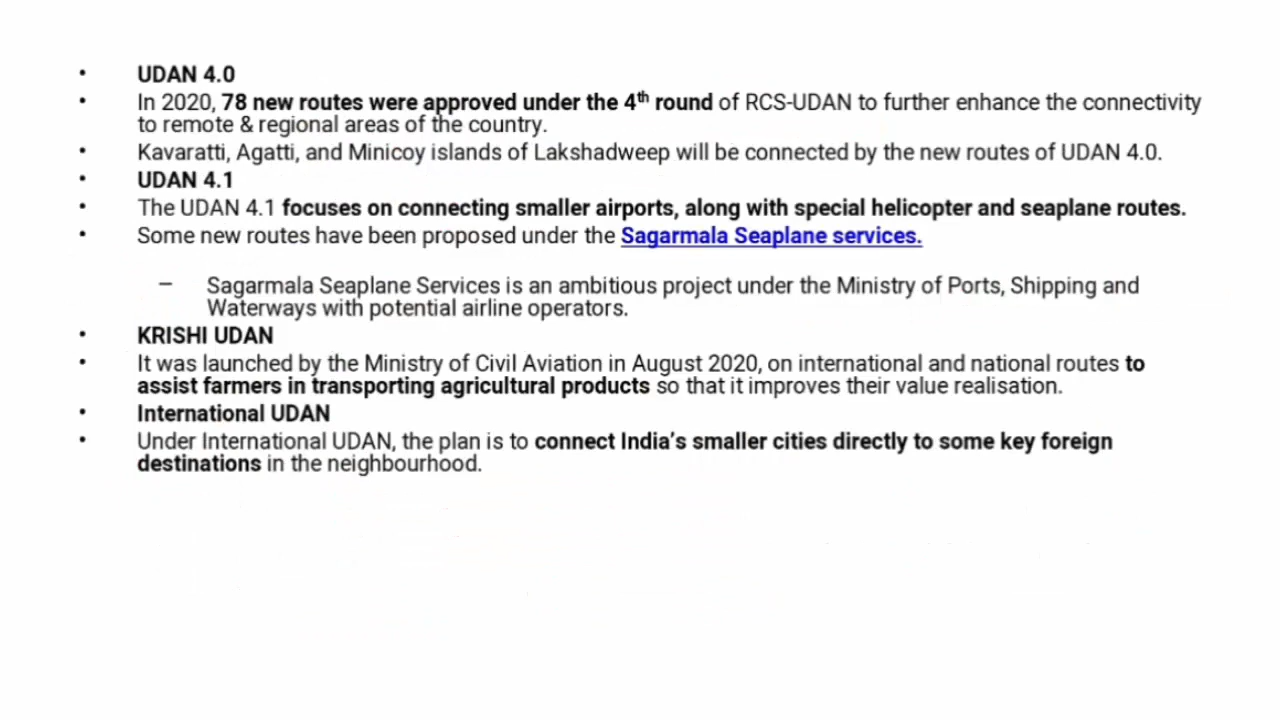 • UDAN 4.0
• In 2020, 78 new routes were approved under the 4th round of RCS-UDAN to further enhance the connectivity
to remote & regional areas of the country.
• Kavaratti, Agatti, and Minicoy islands of Lakshadweep will be connected by the new routes of UDAN 4.0.
• UDAN 4.1
• The UDAN 4.1 focuses on connecting smaller airports, along with special helicopter and seaplane routes.
• Some new routes have been proposed under the Sagarmala Seaplane services.
– Sagarmala Seaplane Services is an ambitious project under the Ministry of Ports, Shipping and
Waterways with potential airline operators.
• KRISHI UDAN
• It was launched by the Ministry of Civil Aviation in August 2020, on international and national routes to
assist farmers in transporting agricultural products so that it improves their value realisation.
• International UDAN
• Under International UDAN, the plan is to connect India's smaller cities directly to some key foreign
destinations in the neighbourhood.